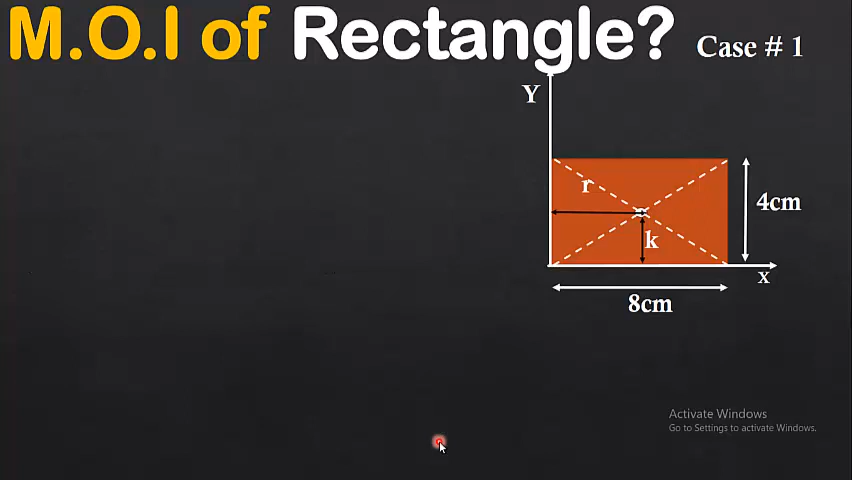 M.O.I of Rectangle?
Case # 1
Y
r
4cm
k
x
8cm
Activate Windows
Go to Settings to activate Windows.